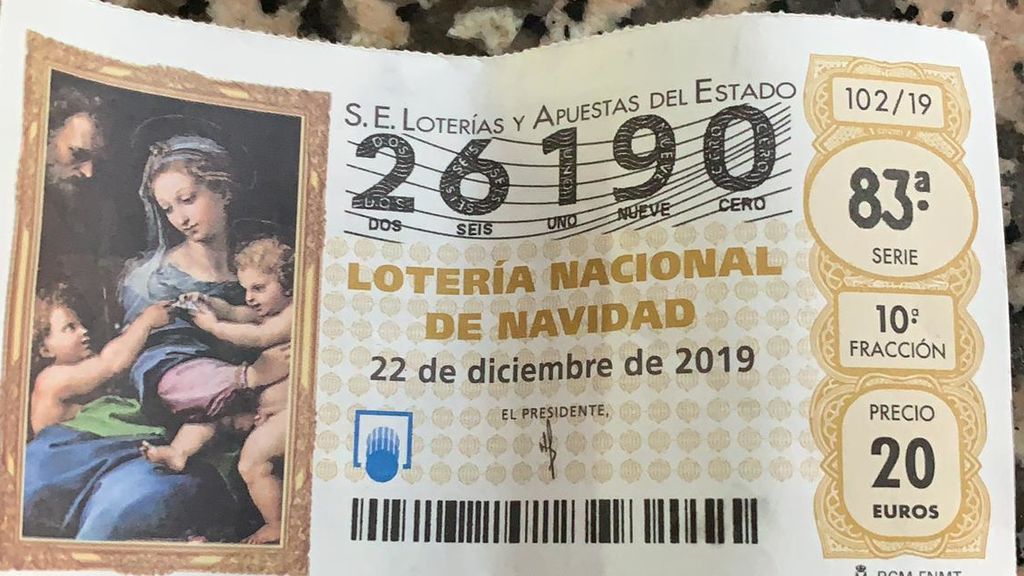 S.E. LOTERÍAS Y APUESTAS DEL ESTADO
26190
DOS SEIS UNO NUEVE CERO
LOTERÍA NACIONAL
DE NAVIDAD
22 de diciembre de 2019
EL PRESIDENTE,
102/19
83ª
SERIE
10ª
FRACCIÓN
PRECIO
20
EUROS